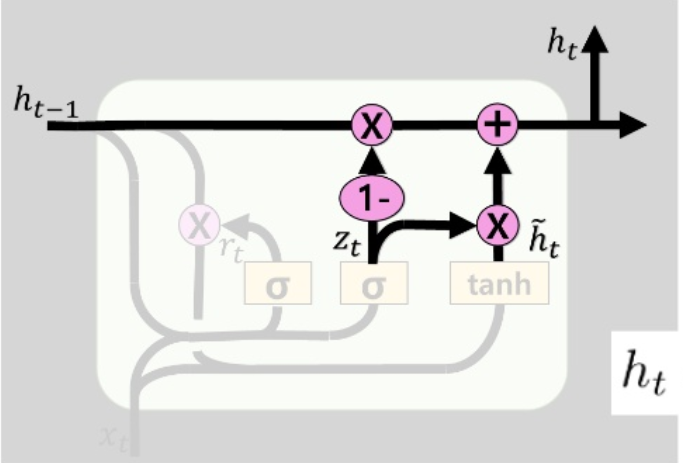 h_t
h_{t-1}
X
+
1-
X
r_t
z_t
X
h̃_t
σ
σ
tanh
h_t
x_t